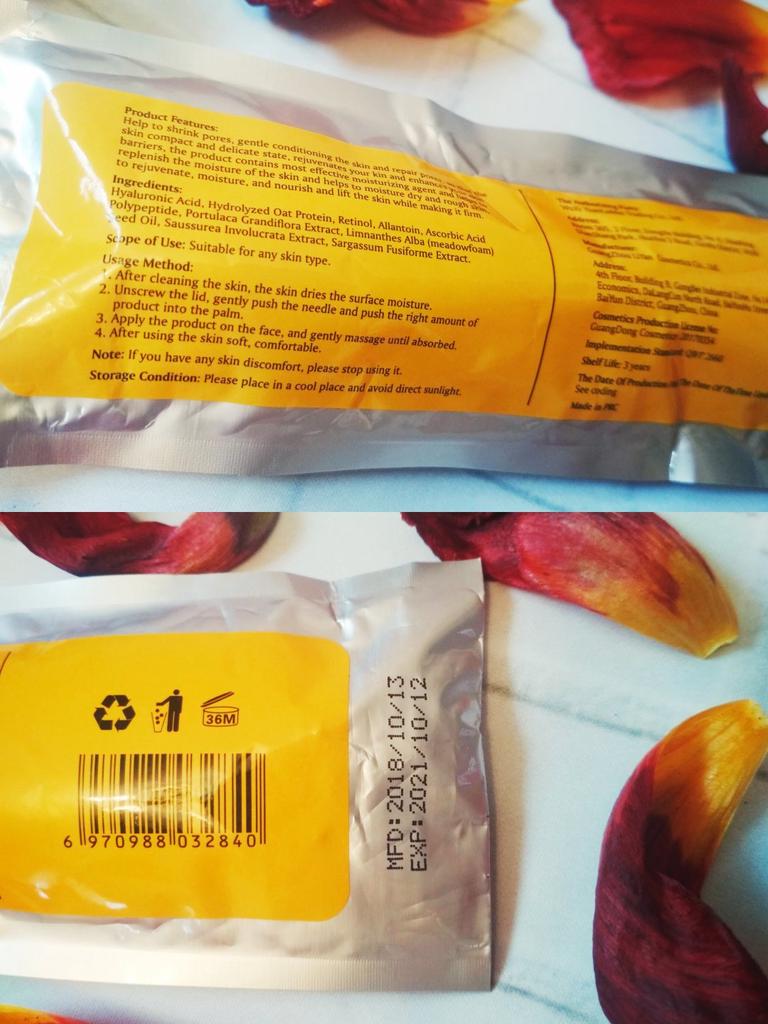 Product Features:
Help to shrink pores, gentle conditioning the skin and repair pores
skin compact and delicate state, rejuvenates your kin and enhances
barriers, the product contains most effective moisturizing agent and
replenish the moisture of the skin and helps to moisture dry and rough skin
to rejuvenate, moisture, and nourish and lift the skin while making it firm.
Ingredients:
Hyaluronic Acid, Hydrolyzed Oat Protein, Retinol, Allantoin, Ascorbic Acid
Polypeptide, Portulaca Grandiflora Extract, Limnanthes Alba (meadowfoam)
Seed Oil, Saussurea Involucrata Extract, Sargassum Fusiforme Extract.
Scope of Use: Suitable for any skin type.
Usage Method:
1. After cleaning the skin, the skin dries the surface moisture.
2. Unscrew the lid, gently push the needle and push the right amount of
product into the palm.
3. Apply the product on the face, and gently massage until absorbed.
4. After using the skin soft, comfortable.
Note: If you have any skin discomfort, please stop using it.
Storage Condition: Please place in a cool place and avoid direct sunlight.
Address:
Address:
4th Floor, Building B,
Economics,
BaiYun District, GuangZhou, China
Cosmetics Production License No:
GuangDong Cosmetics
Implementation Standard
Shelf Life: 3 years
The Date Of Production
See coding
Made in PRC
36M
6 970988 032840
MFD:2018/10/13
EXP:2021/10/12